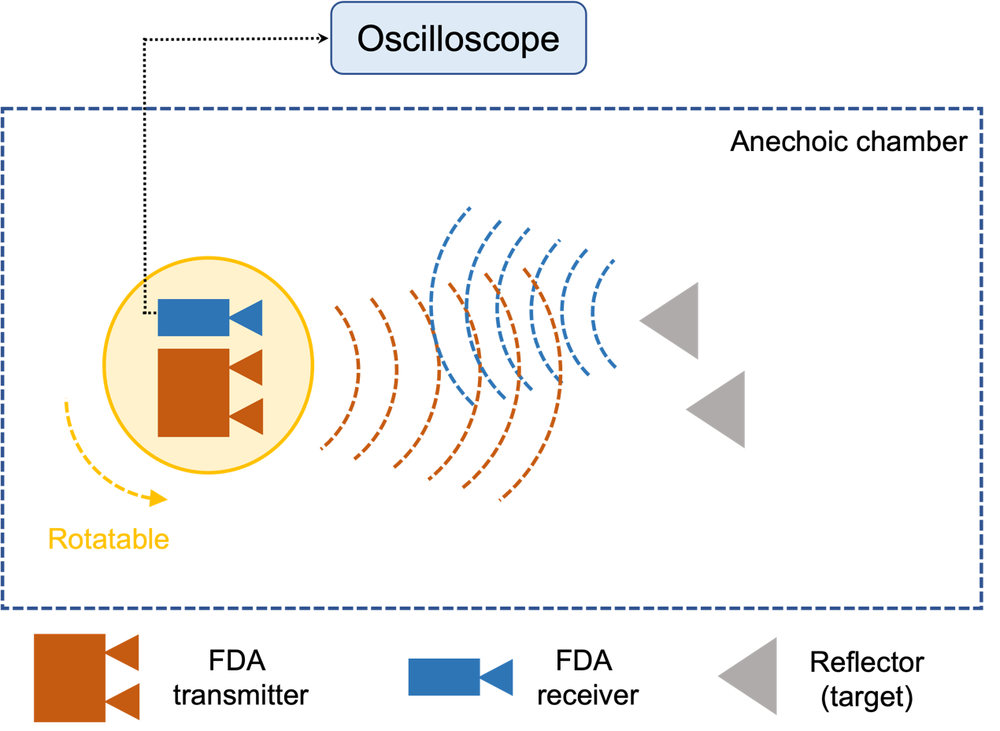 Oscilloscope
Anechoic chamber
Rotatable
FDA
transmitter
FDA
receiver
Reflector
(target)